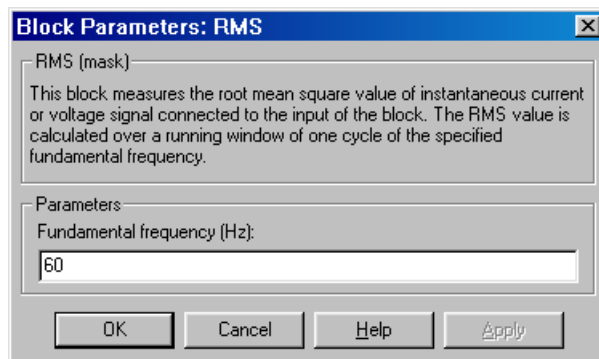 Block Parameters: RMS
RMS (mask)
This block measures the root mean square value of instantaneous current
or voltage signal connected to the input of the block. The RMS value is
calculated over a running window of one cycle of the specified
fundamental frequency.
Parameters
Fundamental frequency (Hz):
60
OK Cancel Help Apply